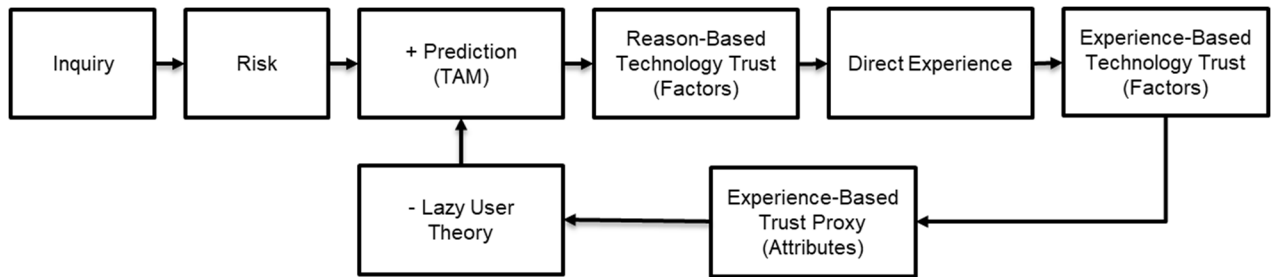 Inquiry
Risk
+ Prediction
(TAM)
Reason-Based
Technology Trust
(Factors)
Direct Experience
Experience-Based
Technology Trust
(Factors)
- Lazy User
Theory
Experience-Based
Trust Proxy
(Attributes)